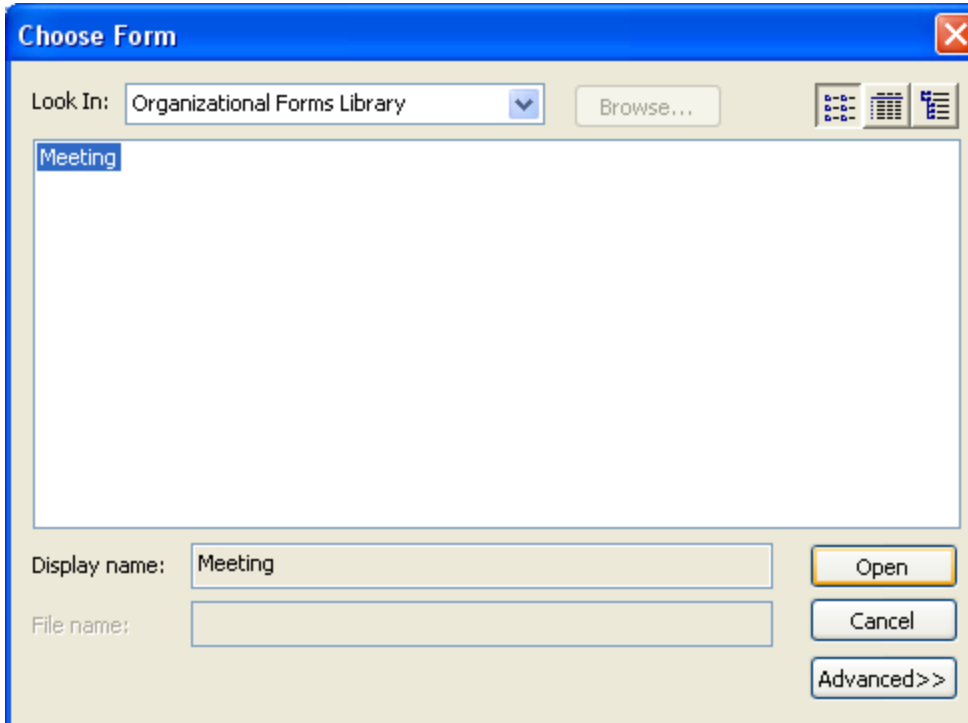 Choose Form
Look In: Organizational Forms Library Browse...
Meeting
Display name: Meeting Open
File name: Cancel
Advanced>>